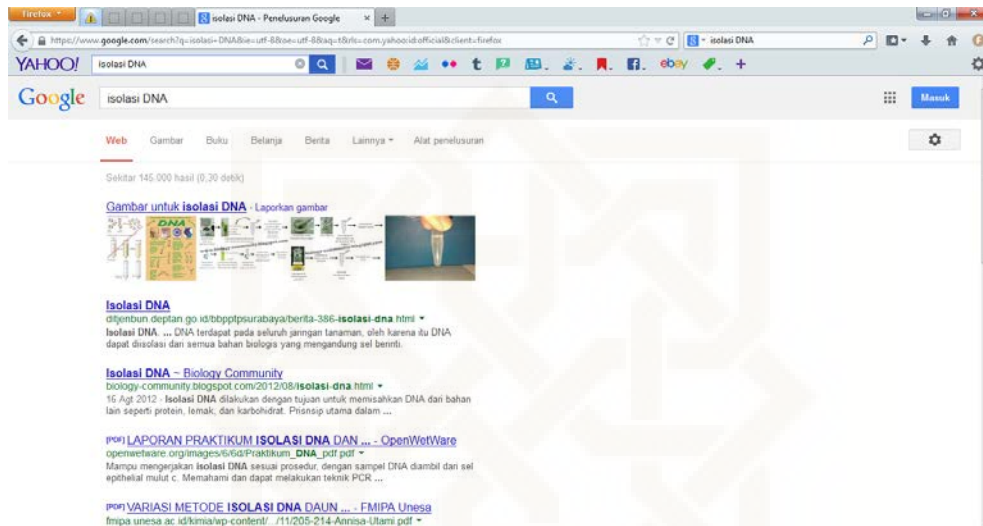 Firefox
isolasi DNA - Penelusuran Google
https://www.google.com/search?q=isolasi+DNA&ie=utf-8&oe=utf-8&aq=t&rls=com.yahoo:id:official&client=firefox
isolasi DNA
YAHOO! isolasi DNA
ebay
Google isolasi DNA Masuk
Web Gambar Buku Belanja Berita Lainnya Alat penelusuran
Sekitar 145.000 hasil (0,30 detik)
Gambar untuk isolasi DNA - Laporkan gambar
DNA
Isolasi DNA
ditjenbun.deptan.go.id/bbpptpsurabaya/berita-386-isolasi-dna.html
Isolasi DNA. ... DNA terdapat pada seluruh jaringan tanaman, oleh karena itu DNA
dapat diisolasi dari semua bahan biologis yang mengandung sel berinti.
Isolasi DNA ~ Biology Community
biology-community.blogspot.com/2012/08/isolasi-dna.html
16 Agt 2012 - Isolasi DNA dilakukan dengan tujuan untuk memisahkan DNA dari bahan
lain seperti protein, lemak, dan karbohidrat. Prisnsip utama dalam ...
[PDF] LAPORAN PRAKTIKUM ISOLASI DNA DAN ... - OpenWetWare
openwetware.org/images/6/6d/Praktikum_DNA_pdf.pdf
Mampu mengerjakan isolasi DNA sesuai prosedur, dengan sampel DNA diambil dari sel
epithelial mulut c. Memahami dan dapat melakukan teknik PCR ...
[PDF] VARIASI METODE ISOLASI DNA DAUN ... - FMIPA Unesa
fmipa.unesa.ac.id/kimia/wp-content/.../11/205-214-Annisa-Utami.pdf